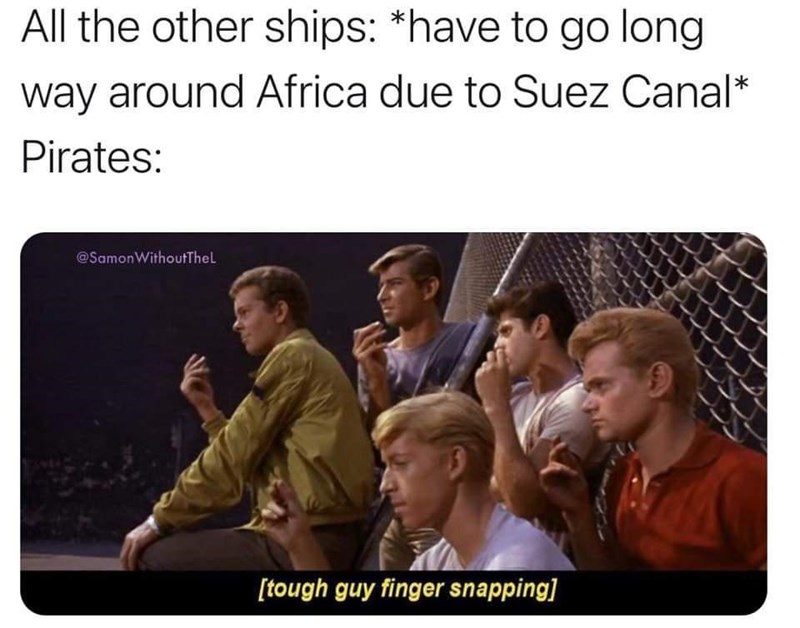 All the other ships: *have to go long
way around Africa due to Suez Canal*
Pirates:
@SamonWithoutTheL
[tough guy finger snapping]